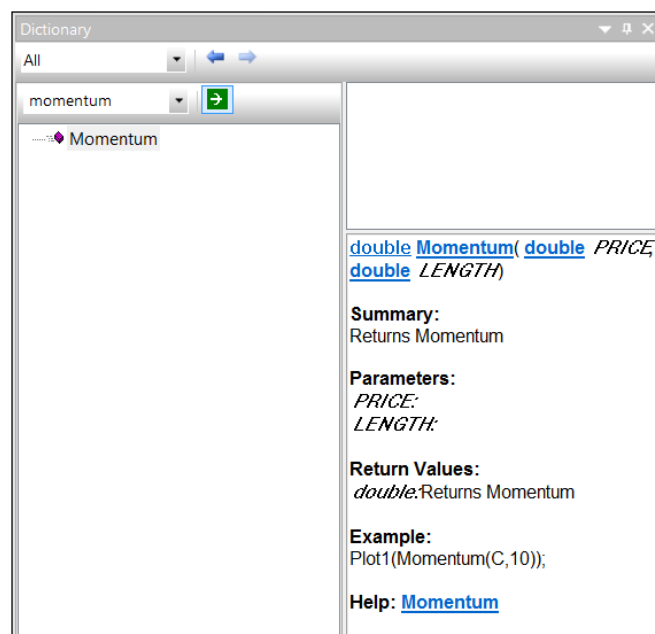 Dictionary
All
momentum
Momentum
double Momentum( double PRICE,
double LENGTH)
Summary:
Returns Momentum
Parameters:
PRICE:
LENGTH:
Return Values:
double:Returns Momentum
Example:
Plot1(Momentum(C,10));
Help: Momentum